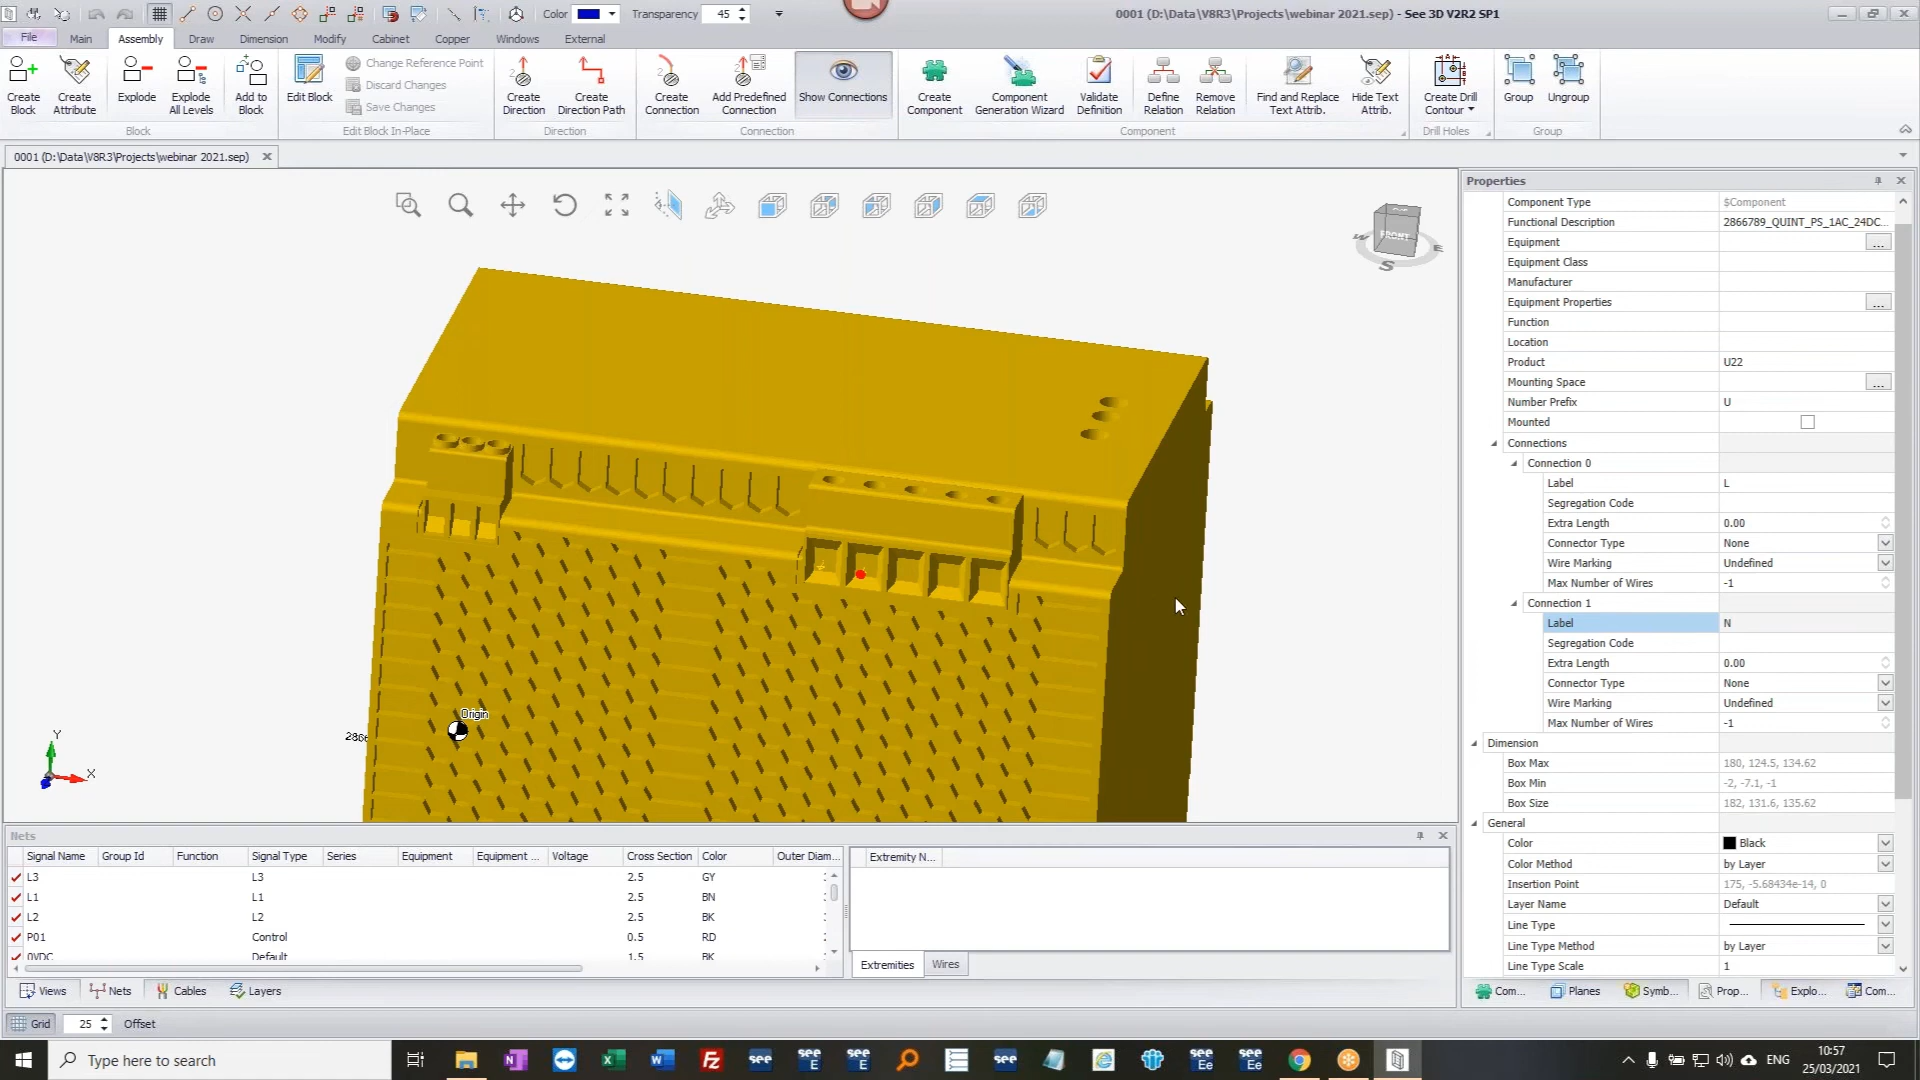 Color
Transparency
45
0001 (D:\Data\V8R3\Projects\webinar 2021.sep) - See 3D V2R2 SP1
File
Main
Assembly
Draw
Dimension
Modify
Cabinet
Copper
Windows
External
Create Block
Create Attribute
Explode
Explode All Levels
Add to Block
Block
Edit Block
Change Reference Point
Discard Changes
Save Changes
Edit Block In-Place
Create Direction
Create Direction Path
Direction
Create Connection
Add Predefined Connection
Show Connections
Connection
Create Component
Component Generation Wizard
Validate Definition
Define Relation
Remove Relation
Find and Replace Text Attrib.
Hide Text Attrib.
Component
Create Drill Contour
Drill Holes
Group
Ungroup
Group
0001 (D:\Data\V8R3\Projects\webinar 2021.sep)
FRONT
W
S
E
Origin
Y
X
Properties
Component Type $Component
Functional Description 2866789_QUINT_PS_1AC_24DC...
Equipment ...
Equipment Class
Manufacturer
Equipment Properties ...
Function
Location
Product U22
Mounting Space ...
Number Prefix U
Mounted
Connections
Connection 0
Label L
Segregation Code
Extra Length 0.00
Connector Type None
Wire Marking Undefined
Max Number of Wires -1
Connection 1
Label N
Segregation Code
Extra Length 0.00
Connector Type None
Wire Marking Undefined
Max Number of Wires -1
Dimension
Box Max 180, 124.5, 134.62
Box Min -2, -7.1, -1
Box Size 182, 131.6, 135.62
General
Color Black
Color Method by Layer
Insertion Point 175, -5.68434e-14, 0
Layer Name Default
Line Type
Line Type Method by Layer
Line Type Scale 1
Com...
Planes
Symb...
Prop...
Explo...
Com...
Nets
Signal Name Group Id Function Signal Type Series Equipment Equipment ... Voltage Cross Section Color Outer Diam...
L3 L3 2.5 GY
L1 L1 2.5 BN
L2 L2 2.5 BK
P01 Control 0.5 RD
0VDC Default 1.5 BK
Extremity N...
Extremities
Wires
Views
Nets
Cables
Layers
Grid
25
Offset
Type here to search
see
see E
see E
see
see Ee
see Ee
ENG
10:57
25/03/2021